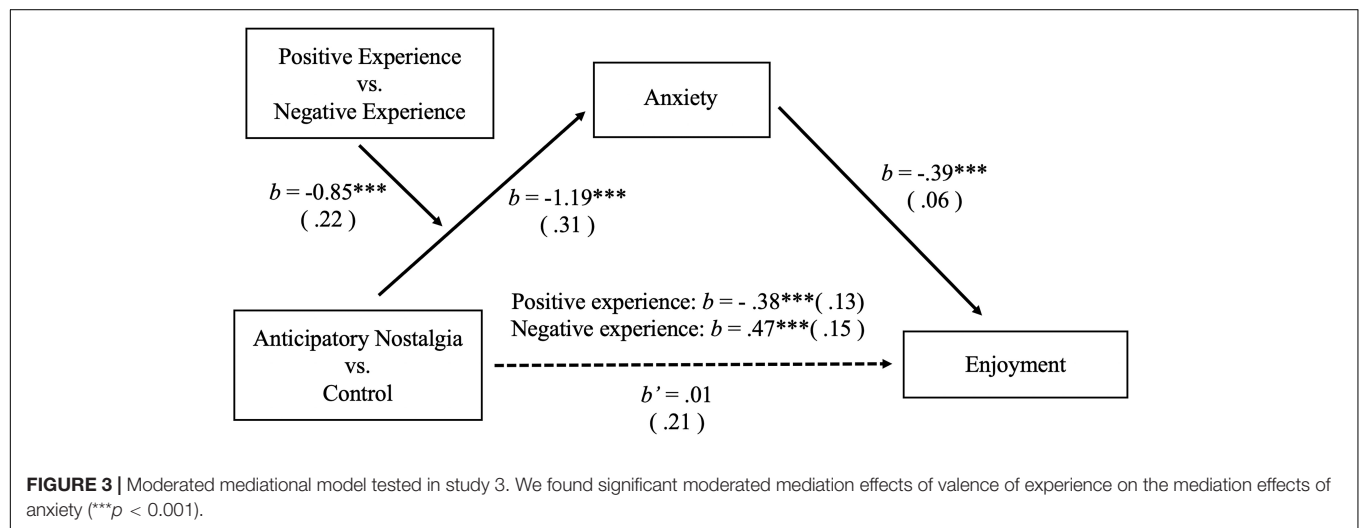 Positive Experience
vs.
Negative Experience
Anxiety
b = -0.85***
( .22 )
b = -1.19***
( .31 )
b = -.39***
( .06 )
Positive experience: b = - .38***( .13)
Negative experience: b = .47***( .15 )
Anticipatory Nostalgia
vs.
Control
Enjoyment
b’ = .01
( .21 )
FIGURE 3 | Moderated mediational model tested in study 3. We found significant moderated mediation effects of valence of experience on the mediation effects of
anxiety (***p < 0.001).